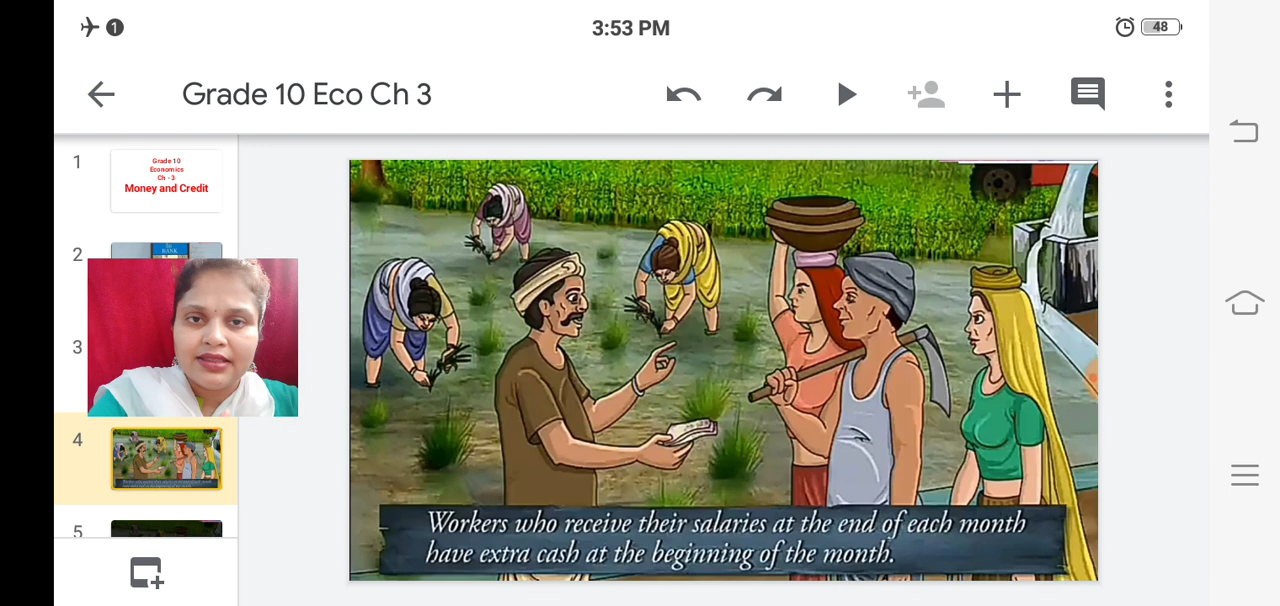 1
3:53 PM
48
Grade 10 Eco Ch 3
1
Grade 10
Economics
Ch - 3
Money and Credit
2
BANK
3
4
5
Workers who receive their salaries at the end of each month
have extra cash at the beginning of the month.